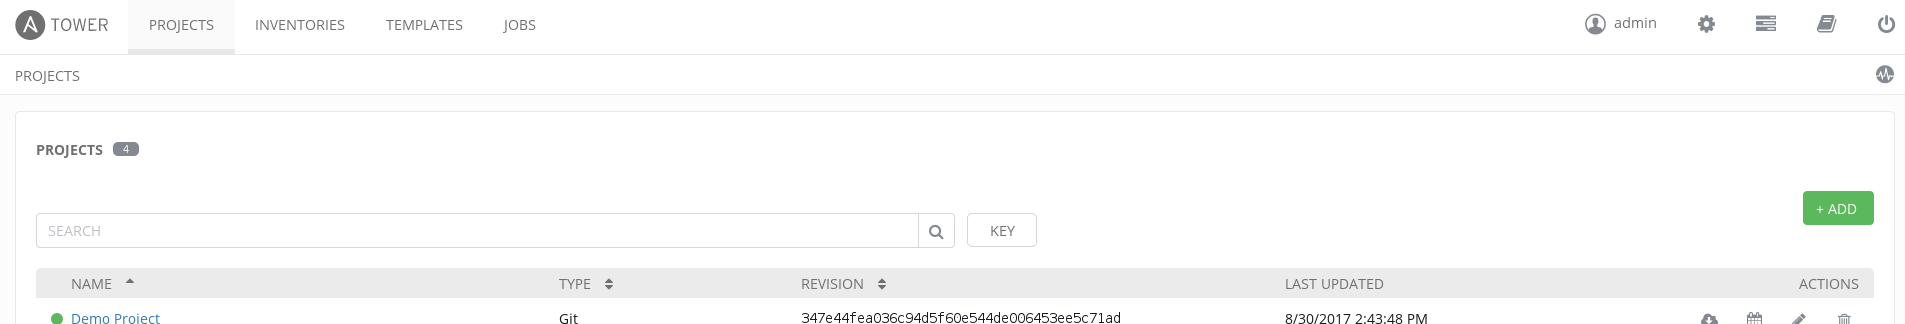 TOWER PROJECTS INVENTORIES TEMPLATES JOBS admin
PROJECTS
PROJECTS 4
+ ADD
SEARCH KEY
NAME TYPE REVISION LAST UPDATED ACTIONS
Demo Project Git 347e44fea036c94d5f60e544de006453ee5c71ad 8/30/2017 2:43:48 PM